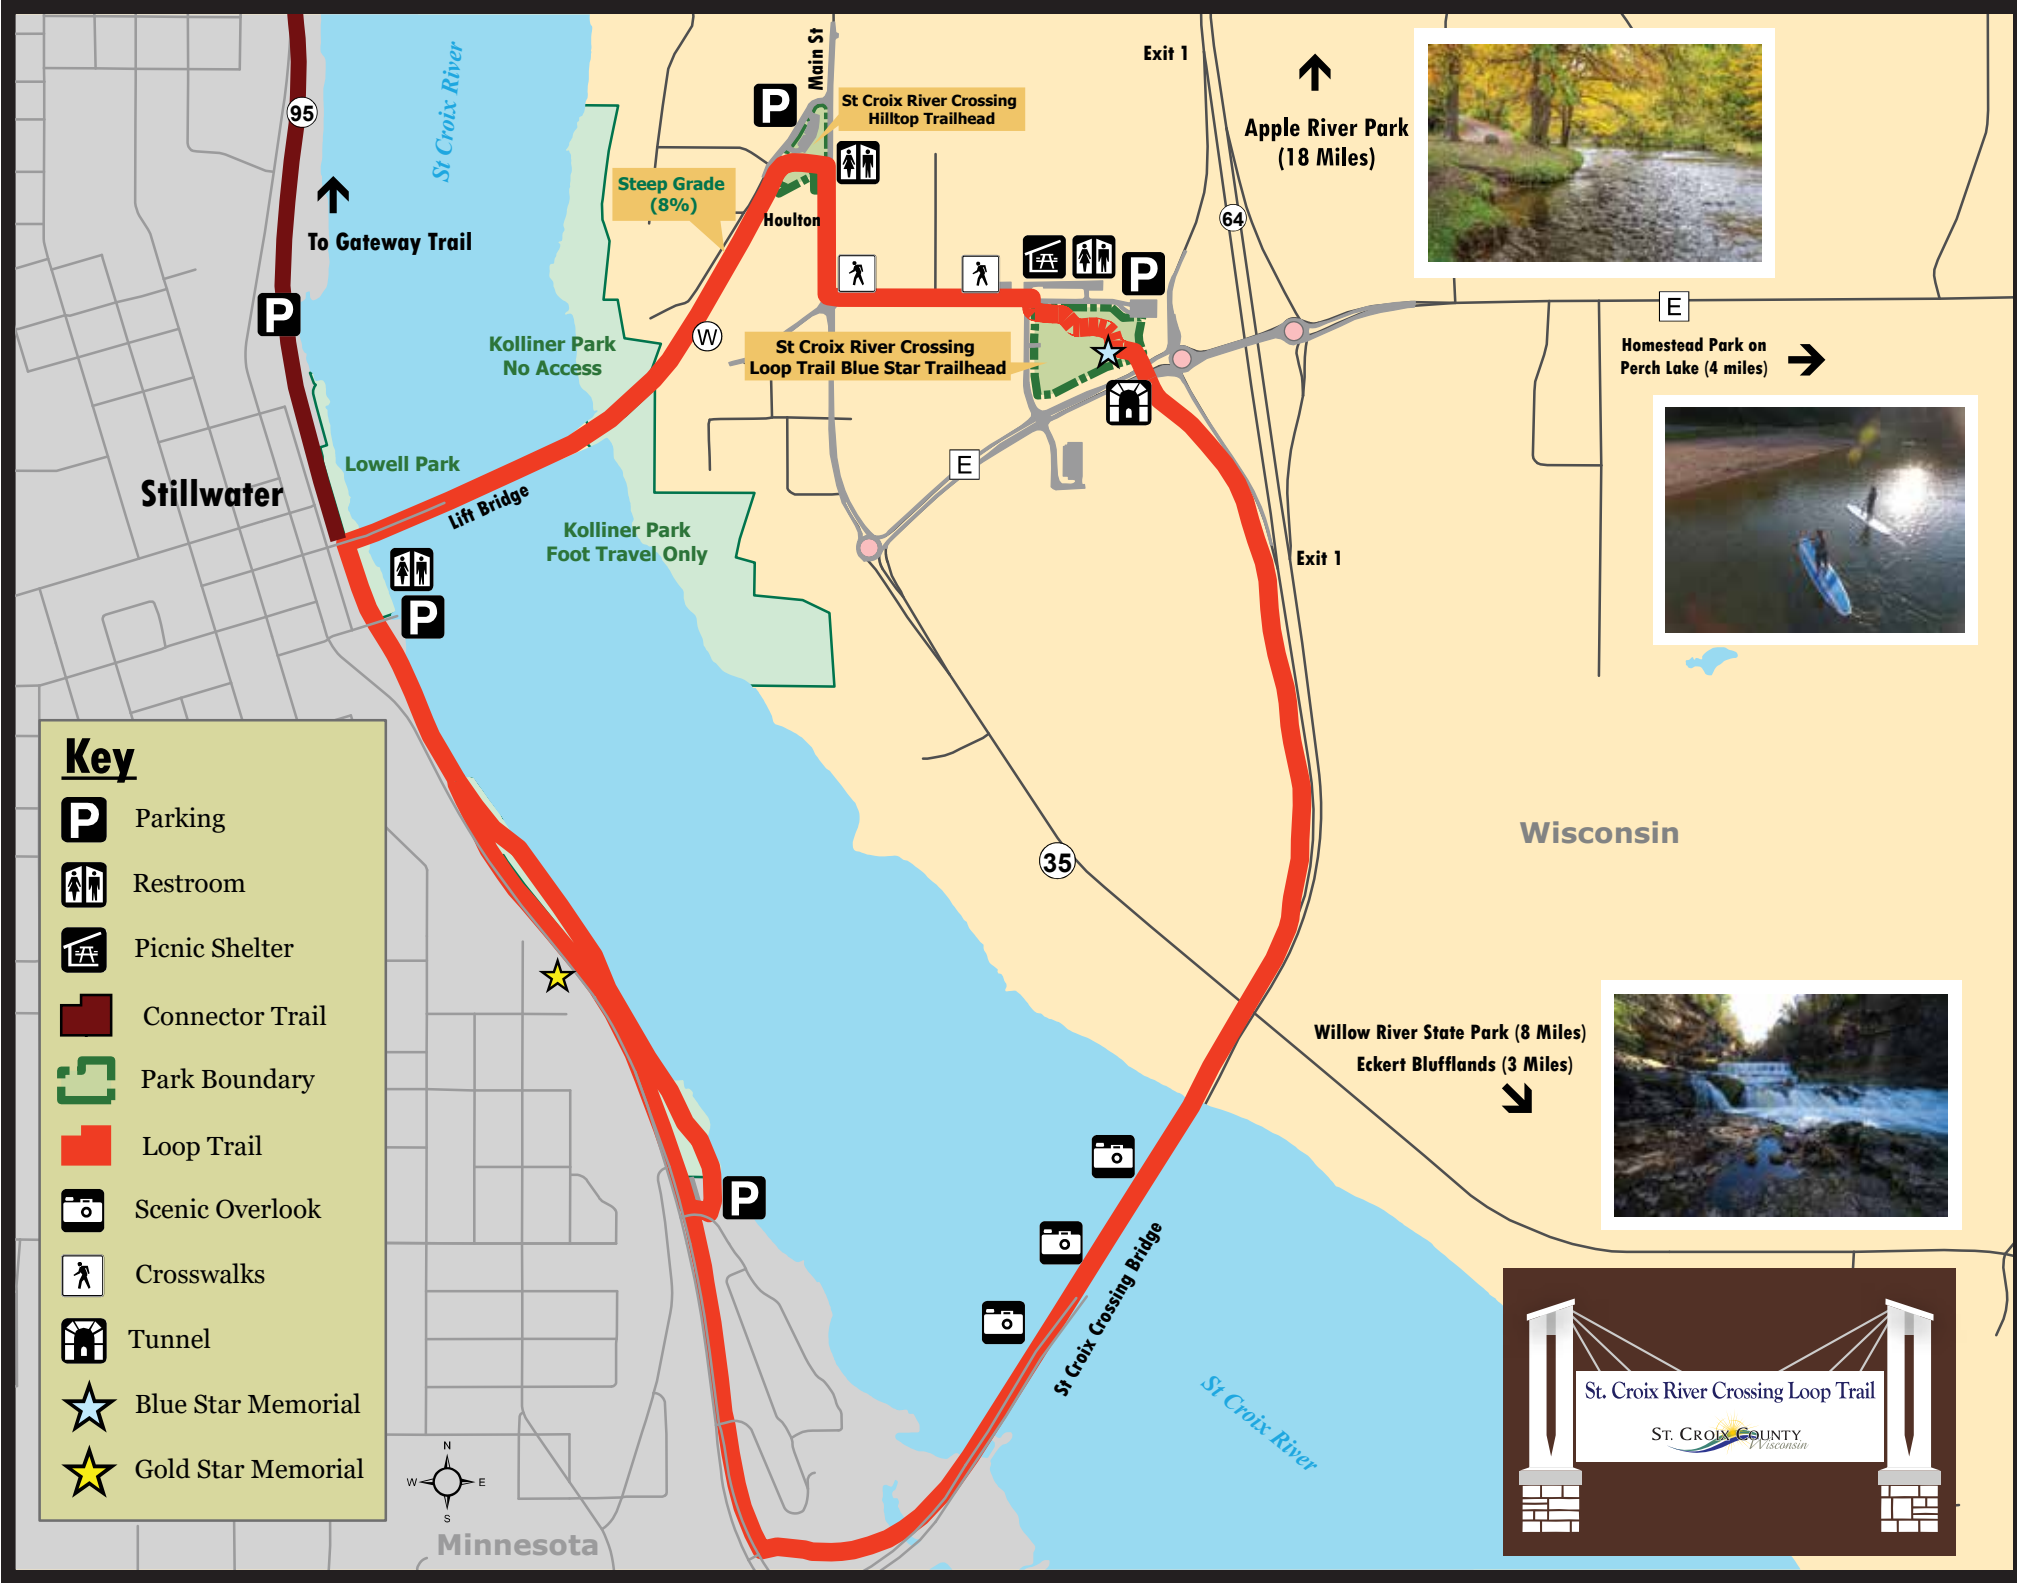 Exit 1
Main St
St Croix River
95
P
St Croix River Crossing
Hilltop Trailhead
Apple River Park
(18 Miles)
Steep Grade
(8%)
Houlton
64
To Gateway Trail
P
P
E
W
Kolliner Park
No Access
St Croix River Crossing
Loop Trail Blue Star Trailhead
Homestead Park on
Perch Lake (4 miles)
Lowell Park
E
Stillwater
Lift Bridge
Kolliner Park
Foot Travel Only
Exit 1
P
35
Wisconsin
Willow River State Park (8 Miles)
Eckert Blufflands (3 Miles)
P
St Croix Crossing Bridge
St Croix River
Key
P
Parking
Restroom
Picnic Shelter
Connector Trail
Park Boundary
Loop Trail
Scenic Overlook
Crosswalks
Tunnel
Blue Star Memorial
Gold Star Memorial
N
W
E
S
Minnesota
St. Croix River Crossing Loop Trail
St. Croix County
Wisconsin